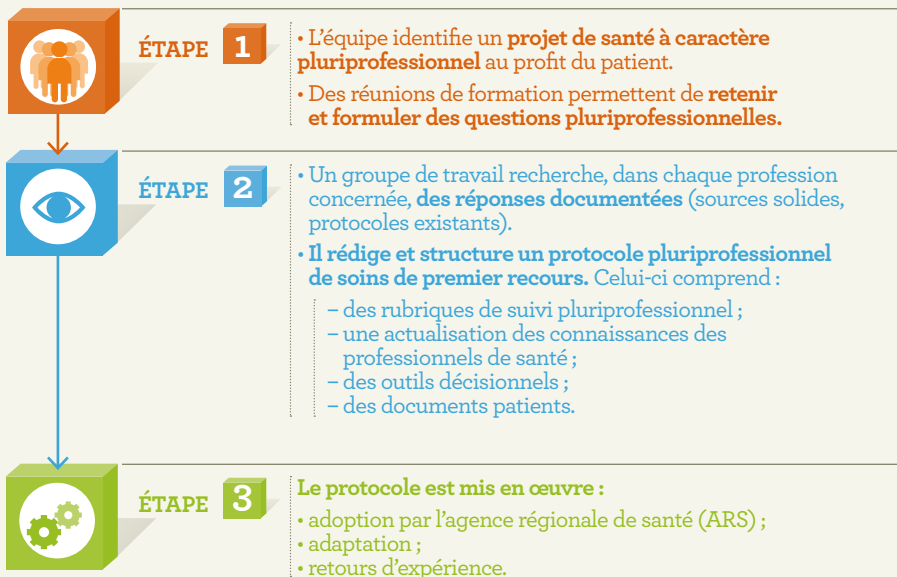 ÉTAPE 1
• L’équipe identifie un projet de santé à caractère
pluriprofessionnel au profit du patient.
• Des réunions de formation permettent de retenir
et formuler des questions pluriprofessionnelles.
ÉTAPE 2
• Un groupe de travail recherche, dans chaque profession
concernée, des réponses documentées (sources solides,
protocoles existants).
• Il rédige et structure un protocole pluriprofessionnel
de soins de premier recours. Celui-ci comprend :
– des rubriques de suivi pluriprofessionnel ;
– une actualisation des connaissances des
professionnels de santé ;
– des outils décisionnels ;
– des documents patients.
ÉTAPE 3
Le protocole est mis en œuvre :
• adoption par l’agence régionale de santé (ARS) ;
• adaptation ;
• retours d’expérience.